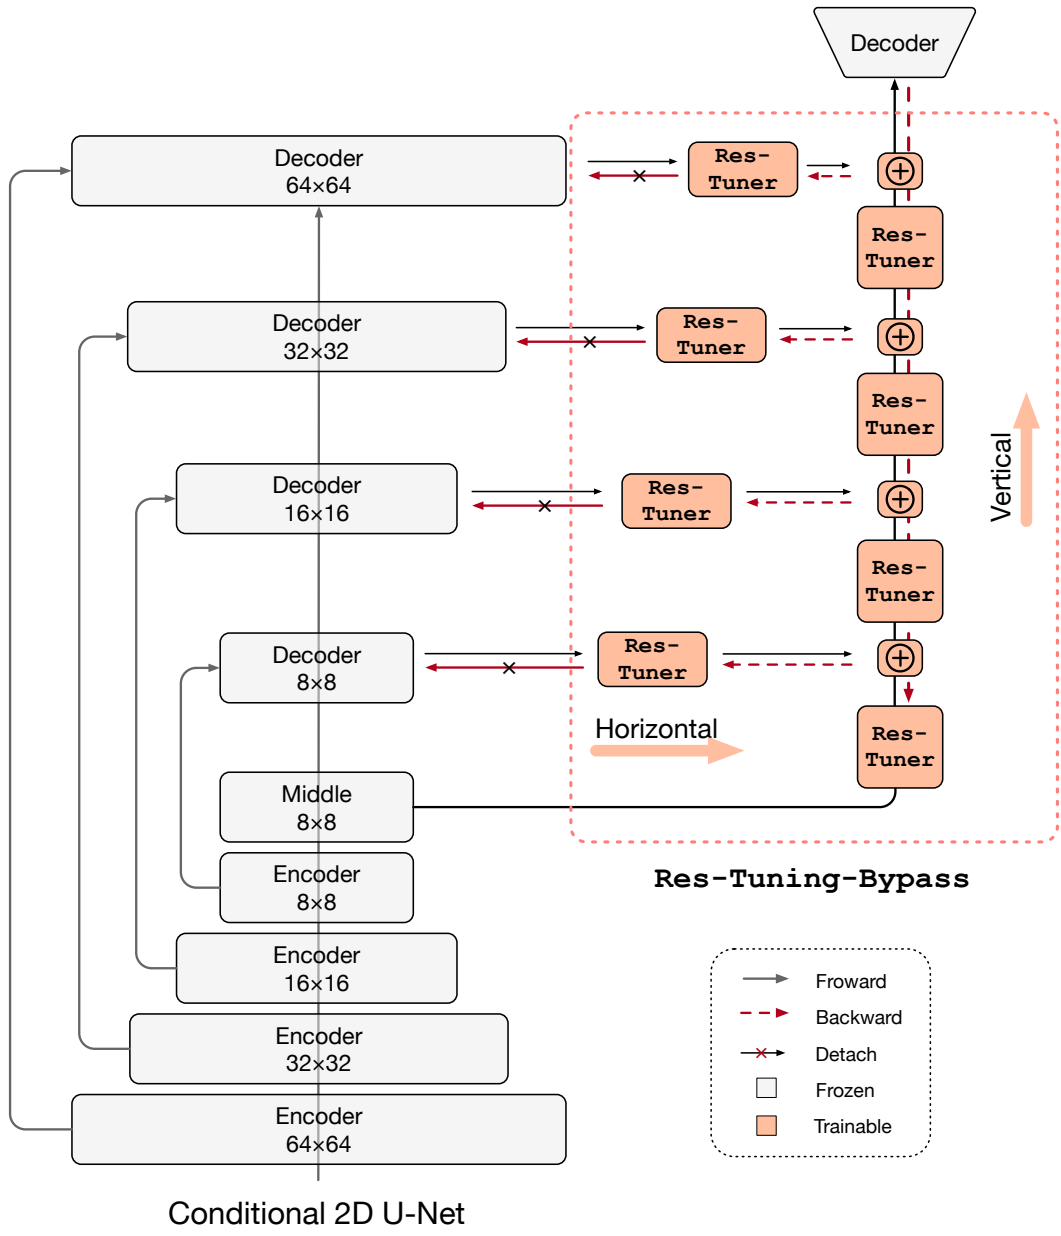 Decoder
Decoder
64×64
Res-
Tuner
Res-
Tuner
Decoder
32×32
Res-
Tuner
Res-
Tuner
Vertical
Decoder
16×16
Res-
Tuner
Res-
Tuner
Decoder
8×8
Res-
Tuner
Horizontal
Res-
Tuner
Middle
8×8
Encoder
8×8
Res-Tuning-Bypass
Encoder
16×16
Encoder
32×32
Encoder
64×64
Froward
Backward
Detach
Frozen
Trainable
Conditional 2D U-Net